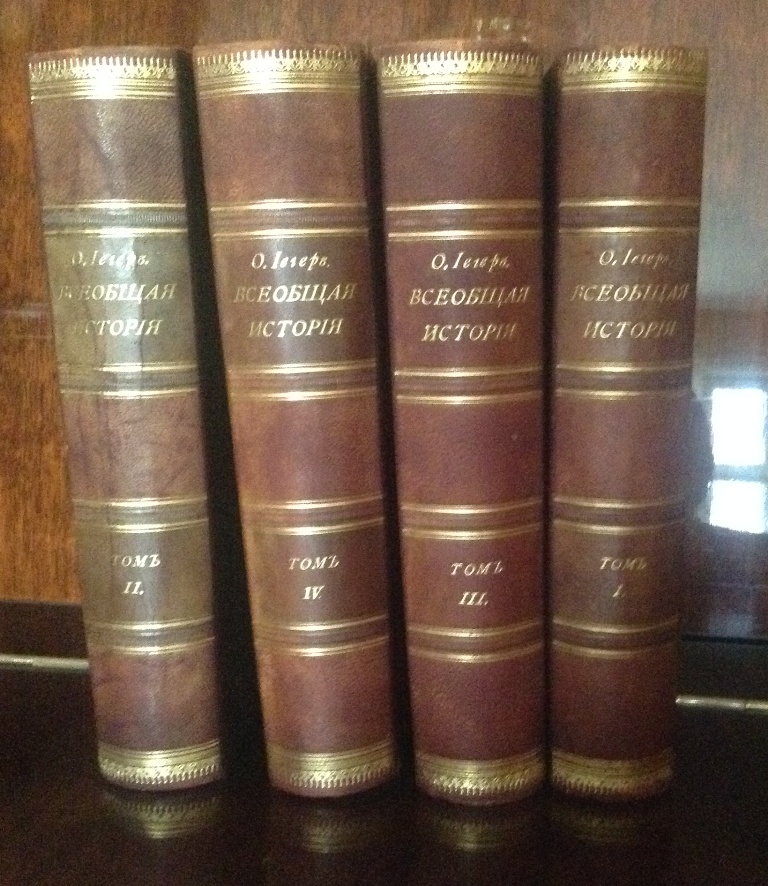 О. Іегеръ.
ВСЕОБЩАЯ
ИСТОРІЯ
ТОМЪ
II.
О. Іегеръ.
ВСЕОБЩАЯ
ИСТОРІЯ
ТОМЪ
IV.
О. Іегеръ.
ВСЕОБЩАЯ
ИСТОРІЯ
ТОМЪ
III.
О. Іегеръ.
ВСЕОБЩАЯ
ИСТОРІЯ
ТОМЪ
I.